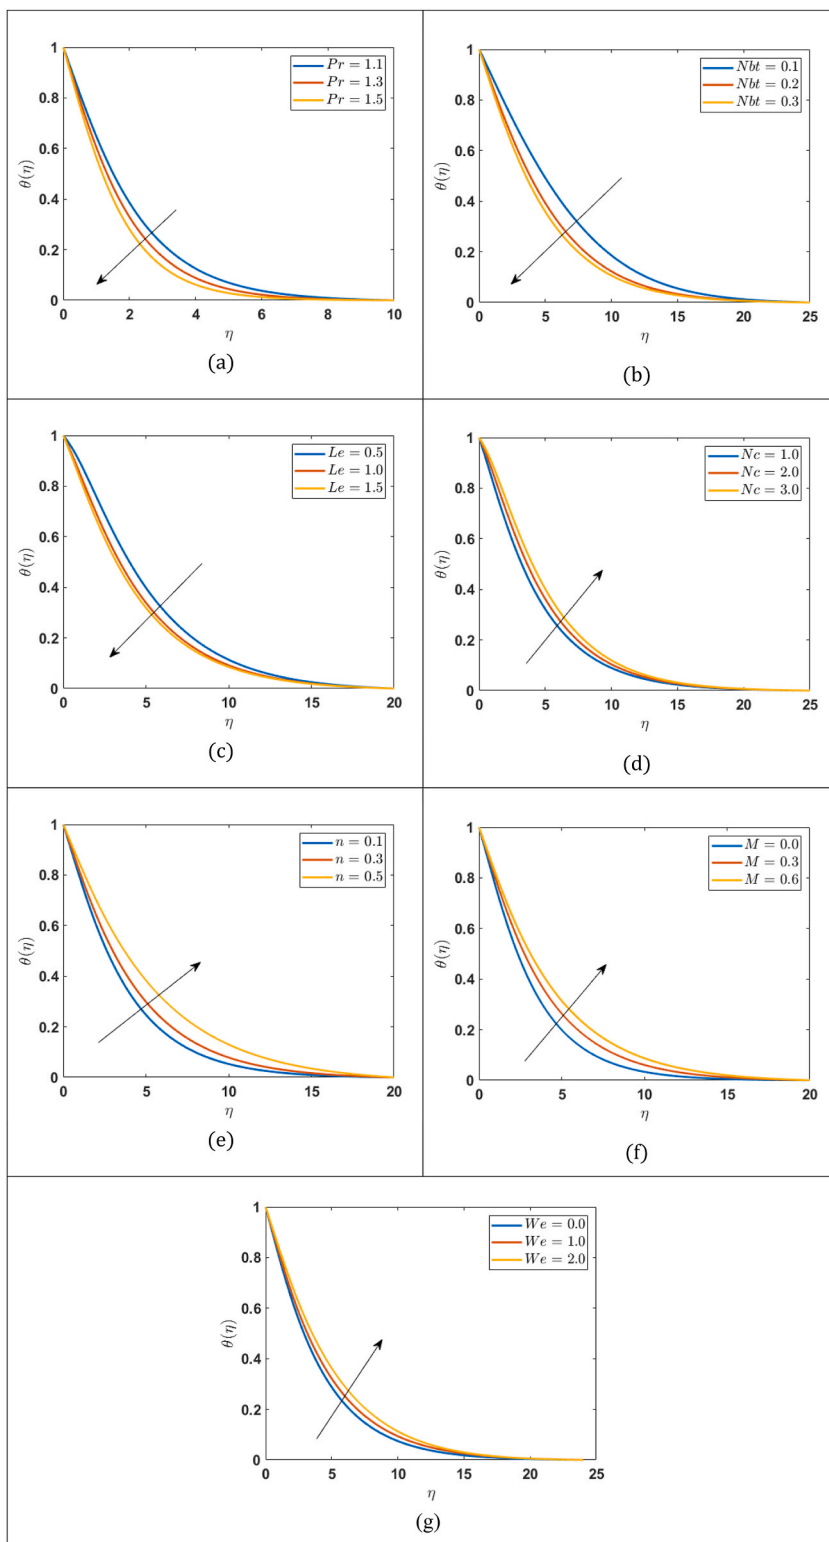 1
0.8
0.6
0.4
0.2
0
θ(η)
Pr = 1.1
Pr = 1.3
Pr = 1.5
0 2 4 6 8 10
η
(a)
1
0.8
0.6
0.4
0.2
0
θ(η)
Nbt = 0.1
Nbt = 0.2
Nbt = 0.3
0 5 10 15 20 25
η
(b)
1
0.8
0.6
0.4
0.2
0
θ(η)
Le = 0.5
Le = 1.0
Le = 1.5
0 5 10 15 20
η
(c)
1
0.8
0.6
0.4
0.2
0
θ(η)
Nc = 1.0
Nc = 2.0
Nc = 3.0
0 5 10 15 20 25
η
(d)
1
0.8
0.6
0.4
0.2
0
θ(η)
n = 0.1
n = 0.3
n = 0.5
0 5 10 15 20
η
(e)
1
0.8
0.6
0.4
0.2
0
θ(η)
M = 0.0
M = 0.3
M = 0.6
0 5 10 15 20
η
(f)
1
0.8
0.6
0.4
0.2
0
θ(η)
We = 0.0
We = 1.0
We = 2.0
0 5 10 15 20 25
η
(g)